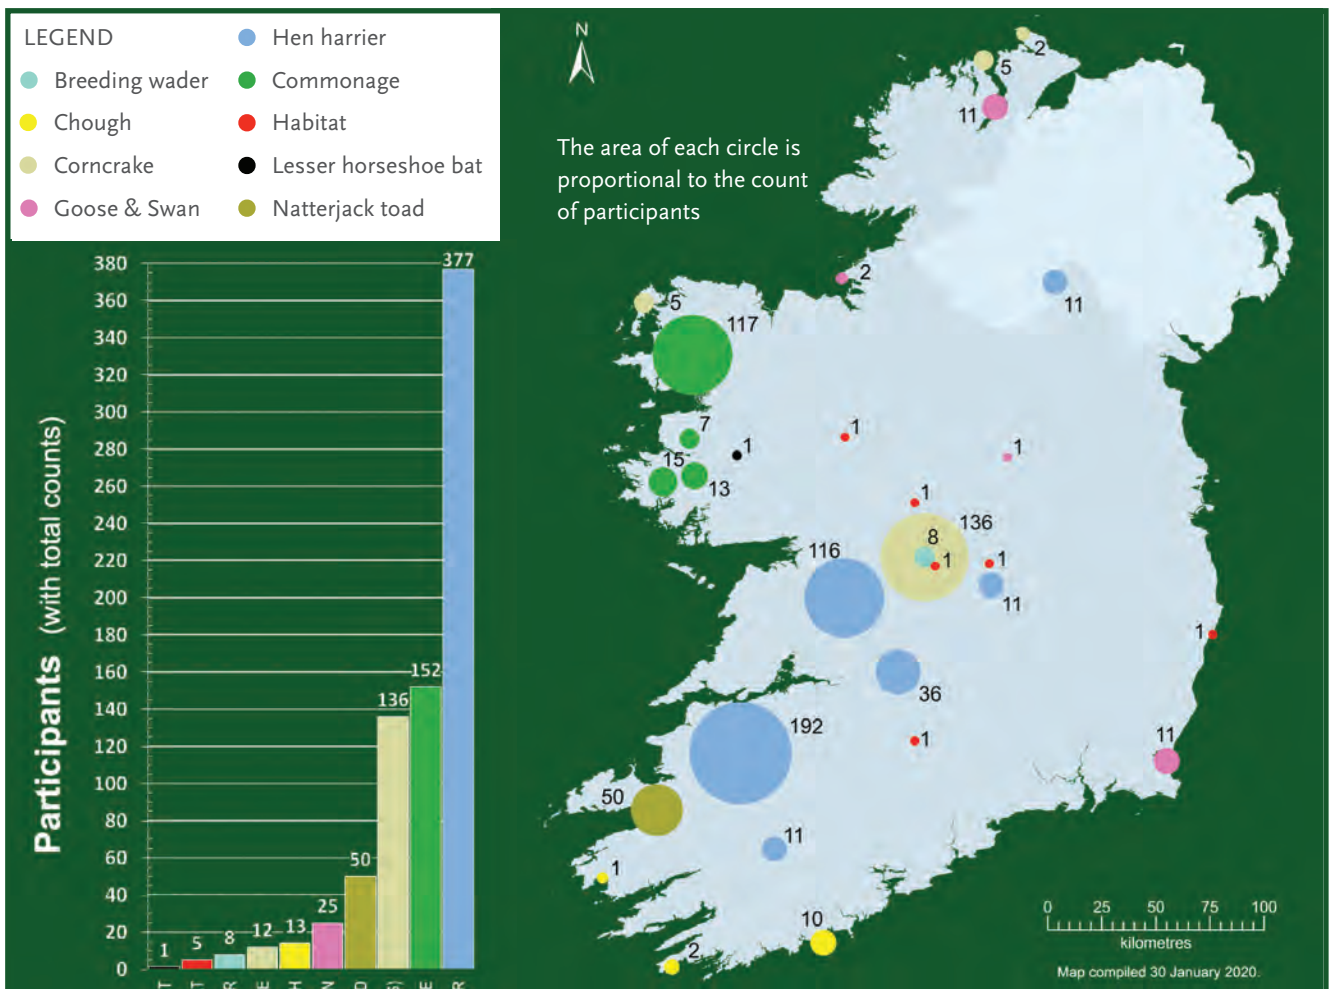 LEGEND
Breeding wader
Chough
Corncrake
Goose & Swan
Hen harrier
Commonage
Habitat
Lesser horseshoe bat
Natterjack toad
N
The area of each circle is
proportional to the count
of participants
Participants (with total counts)
380
360
340
320
300
280
260
240
220
200
180
160
140
120
100
80
60
40
20
0
1
5
8
12
13
25
50
136
152
377
T
T
R
E
H
N
D
S)
E
R
2
5
11
2
11
5
117
7
15
13
1
1
1
1
136
8
1
1
11
116
1
36
192
1
11
50
11
1
10
2
0 25 50 75 100
kilometres
Map compiled 30 January 2020.